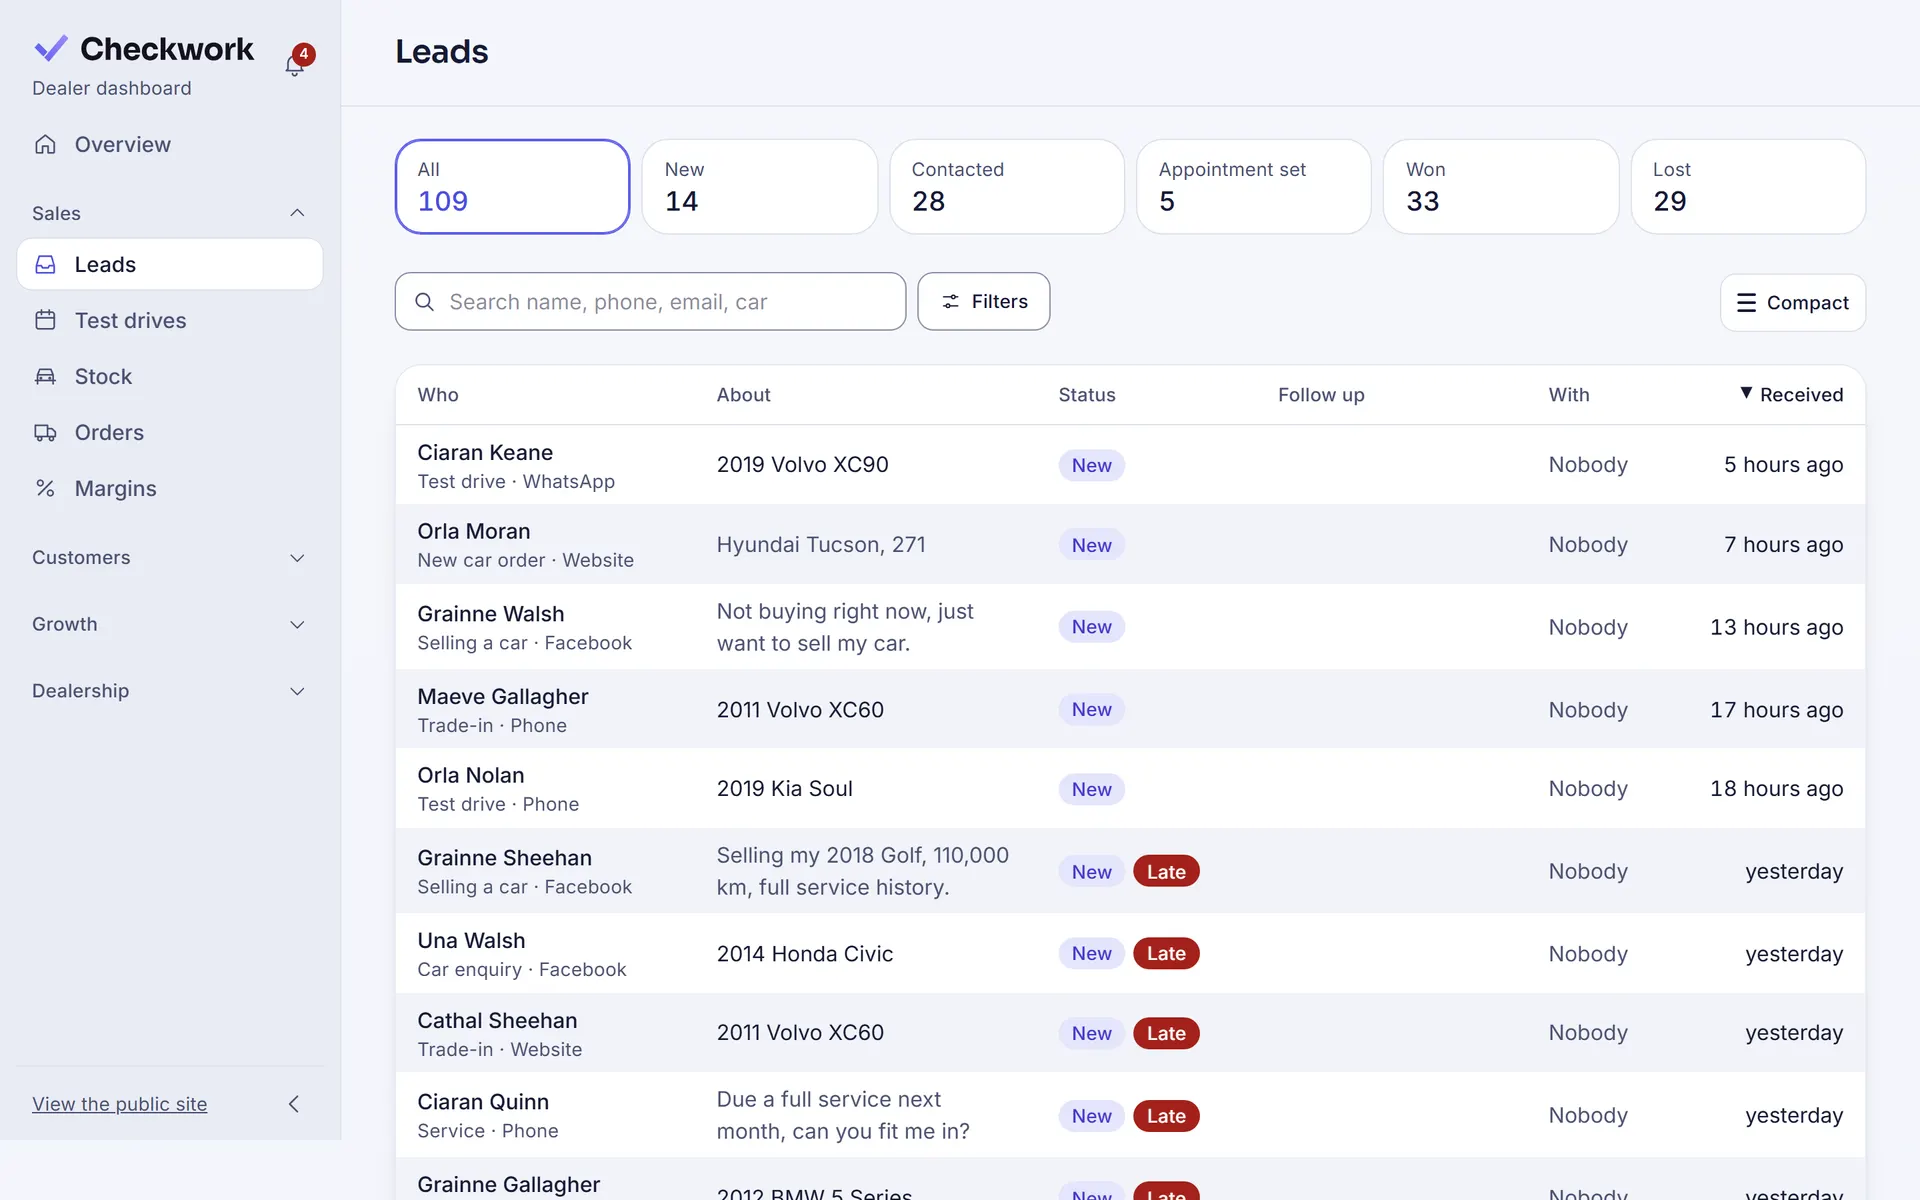 Checkwork
4
Dealer dashboard
Overview
Sales
Leads
Test drives
Stock
Orders
Margins
Customers
Growth
Dealership
View the public site
Leads
All
109
New
14
Contacted
28
Appointment set
5
Won
33
Lost
29
Search name, phone, email, car
Filters
Compact
Who About Status Follow up With ▼ Received
Ciaran Keane
Test drive · WhatsApp
2019 Volvo XC90
New
Nobody
5 hours ago
Orla Moran
New car order · Website
Hyundai Tucson, 271
New
Nobody
7 hours ago
Grainne Walsh
Selling a car · Facebook
Not buying right now, just
want to sell my car.
New
Nobody
13 hours ago
Maeve Gallagher
Trade-in · Phone
2011 Volvo XC60
New
Nobody
17 hours ago
Orla Nolan
Test drive · Phone
2019 Kia Soul
New
Nobody
18 hours ago
Grainne Sheehan
Selling a car · Facebook
Selling my 2018 Golf, 110,000
km, full service history.
New
Late
Nobody
yesterday
Una Walsh
Car enquiry · Facebook
2014 Honda Civic
New
Late
Nobody
yesterday
Cathal Sheehan
Trade-in · Website
2011 Volvo XC60
New
Late
Nobody
yesterday
Ciaran Quinn
Service · Phone
Due a full service next
month, can you fit me in?
New
Late
Nobody
yesterday
Grainne Gallagher
2012 BMW 5 Series
New
Late
Nobody
yesterday